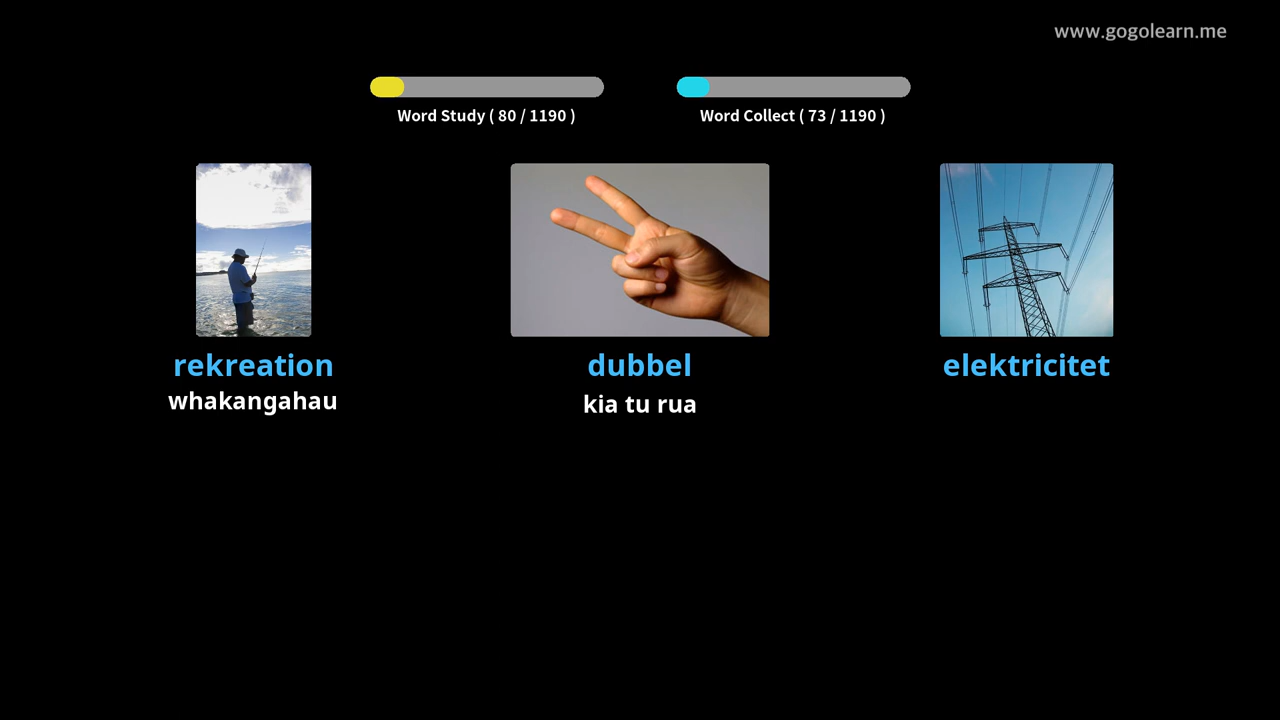 www.gogolearn.me
Word Study ( 80 / 1190 )
Word Collect ( 73 / 1190 )
rekreation
whakangahau
dubbel
kia tu rua
elektricitet